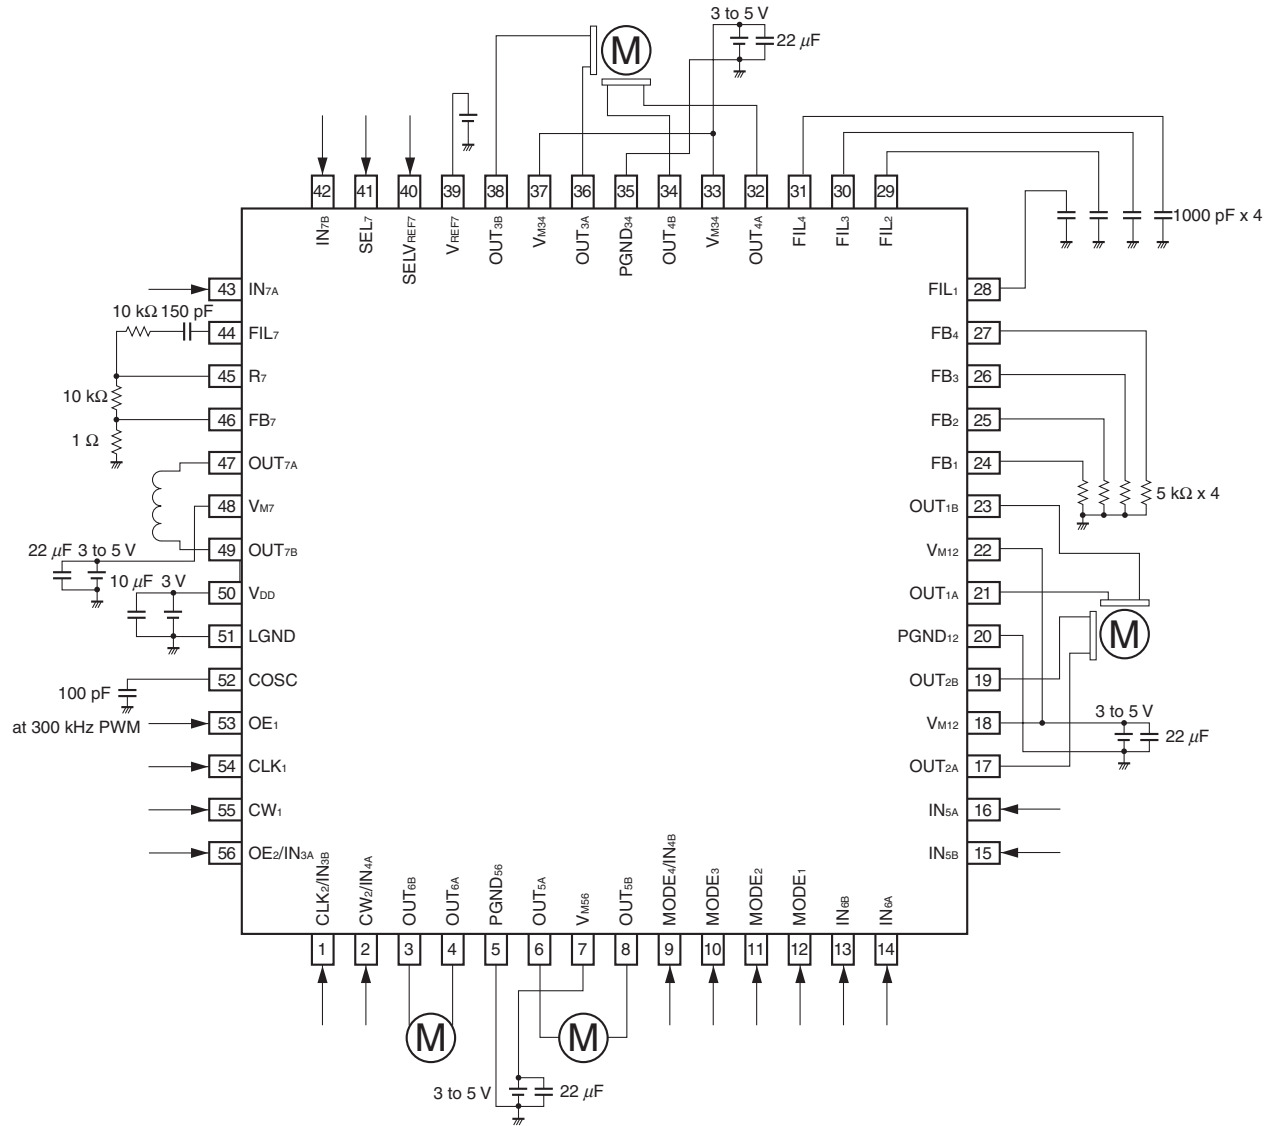 3 to 5 V
M
22 µF
42 41 40 39 38 37 36 35 34 33 32 31 30 29
IN7B SEL7 SELVREF7 VREF7 OUT3B VM34 OUT3A PGND34 OUT4B VM34 OUT4A FIL4 FIL3 FIL2
1000 pF x 4
43 IN7A
10 kΩ 150 pF
44 FIL7
45 R7
10 kΩ
46 FB7
1 Ω
47 OUT7A
48 VM7
49 OUT7B
22 µF 3 to 5 V
10 µF 3 V
50 VDD
51 LGND
52 COSC
100 pF
at 300 kHz PWM
53 OE1
54 CLK1
55 CW1
56 OE2/IN3A
FIL1 28
FB4 27
FB3 26
FB2 25
FB1 24
5 kΩ x 4
OUT1B 23
VM12 22
OUT1A 21
PGND12 20
M
OUT2B 19
3 to 5 V
VM12 18
22 µF
OUT2A 17
IN5A 16
IN5B 15
CLK2/IN3B CW2/IN4A OUT6B OUT6A PGND56 OUT5A VM56 OUT5B MODE4/IN4B MODE3 MODE2 MODE1 IN6B IN6A
1 2 3 4 5 6 7 8 9 10 11 12 13 14
M M
3 to 5 V 22 µF